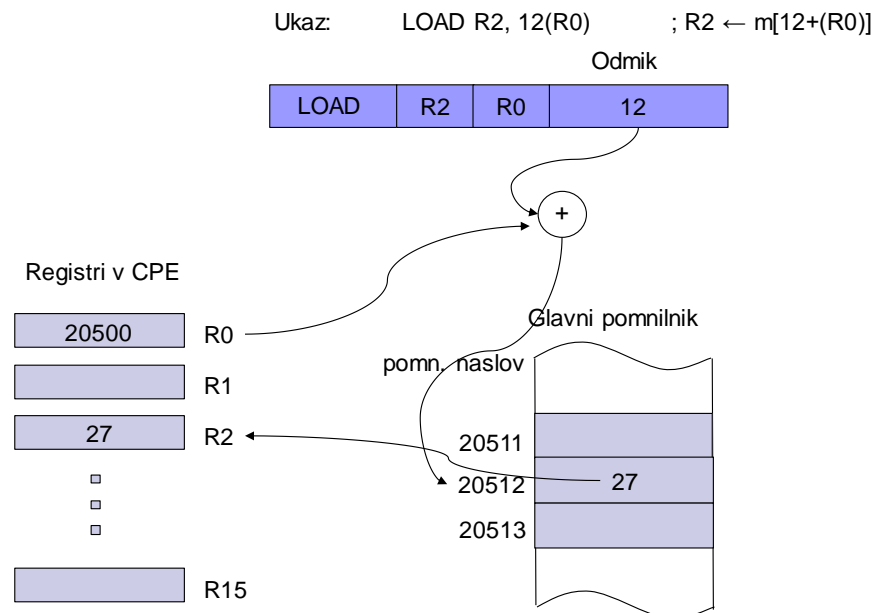 Ukaz: LOAD R2, 12(R0) ; R2 ← m[12+(R0)]
Odmik
LOAD R2 R0 12
+
Registri v CPE
20500 R0
Glavni pomnilnik
pomn. naslov
R1
27 R2
20511
20512 27
20513
R15